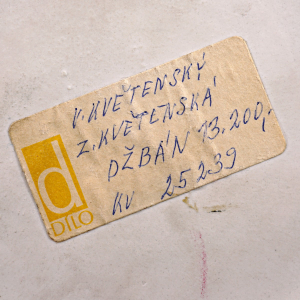 V. KVĚTENSKÝ,
Z. KVĚTENSKÁ
DŽBÁN 13.200,-
KV 25239
d
DÍLO